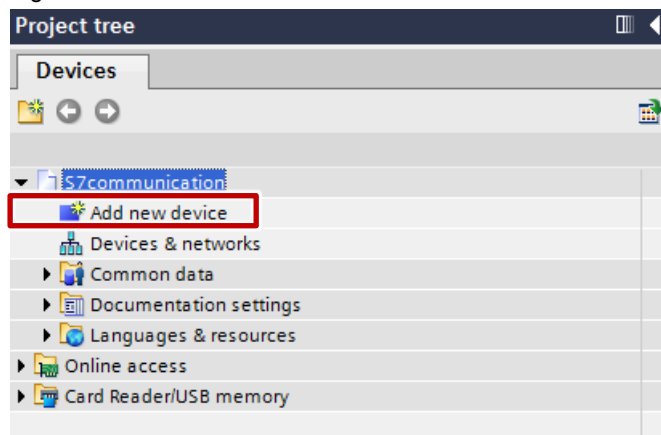 Project tree
Devices
S7communication
Add new device
Devices & networks
Common data
Documentation settings
Languages & resources
Online access
Card Reader/USB memory